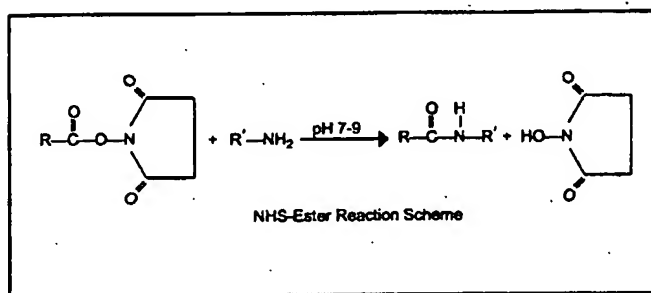 O O O H O
R—C—O—N + R'—NH₂ pH 7-9 R—C—N—R' + HO—N
O O
NHS-Ester Reaction Scheme